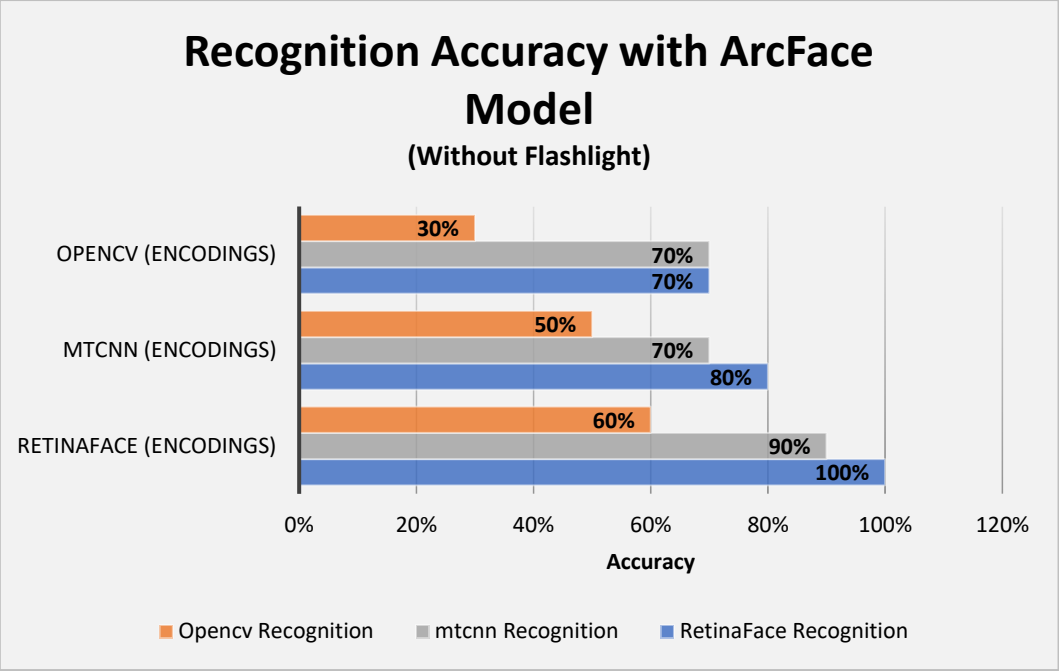 Recognition Accuracy with ArcFace
Model
(Without Flashlight)
OPENCV (ENCODINGS)
30%
70%
70%
MTCNN (ENCODINGS)
50%
70%
80%
RETINAFACE (ENCODINGS)
60%
90%
100%
0% 20% 40% 60% 80% 100% 120%
Accuracy
Opencv Recognition mtcnn Recognition RetinaFace Recognition